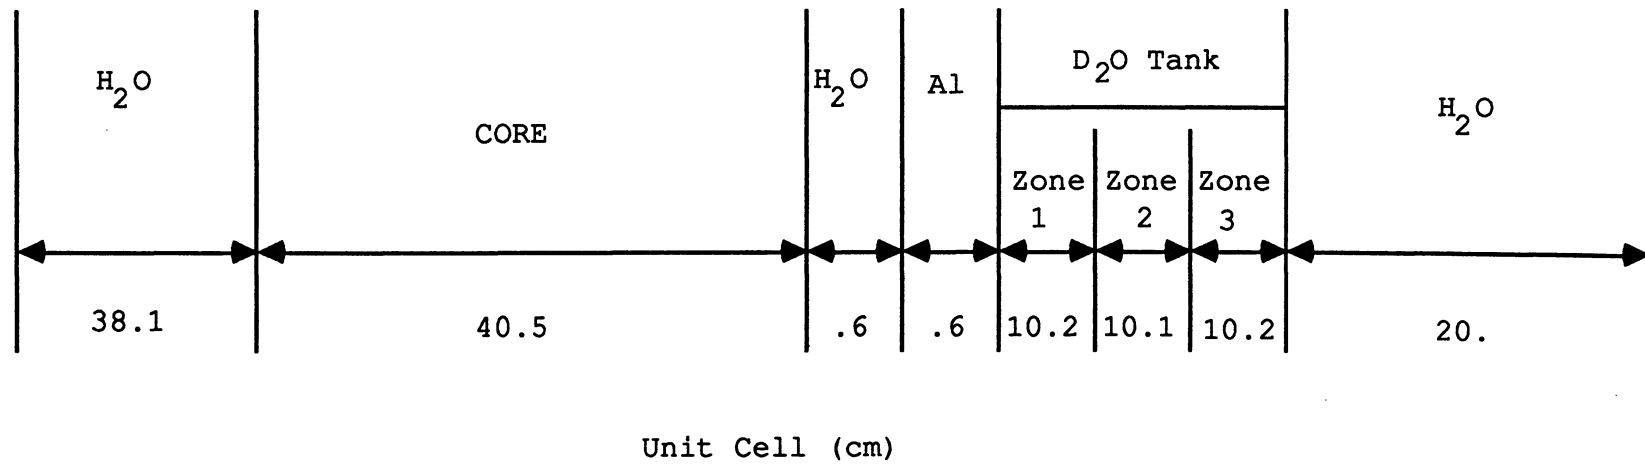 H2O
CORE
H2O
Al
D2O Tank
Zone 1
Zone 2
Zone 3
H2O
38.1
40.5
.6
.6
10.2
10.1
10.2
20.
Unit Cell (cm)